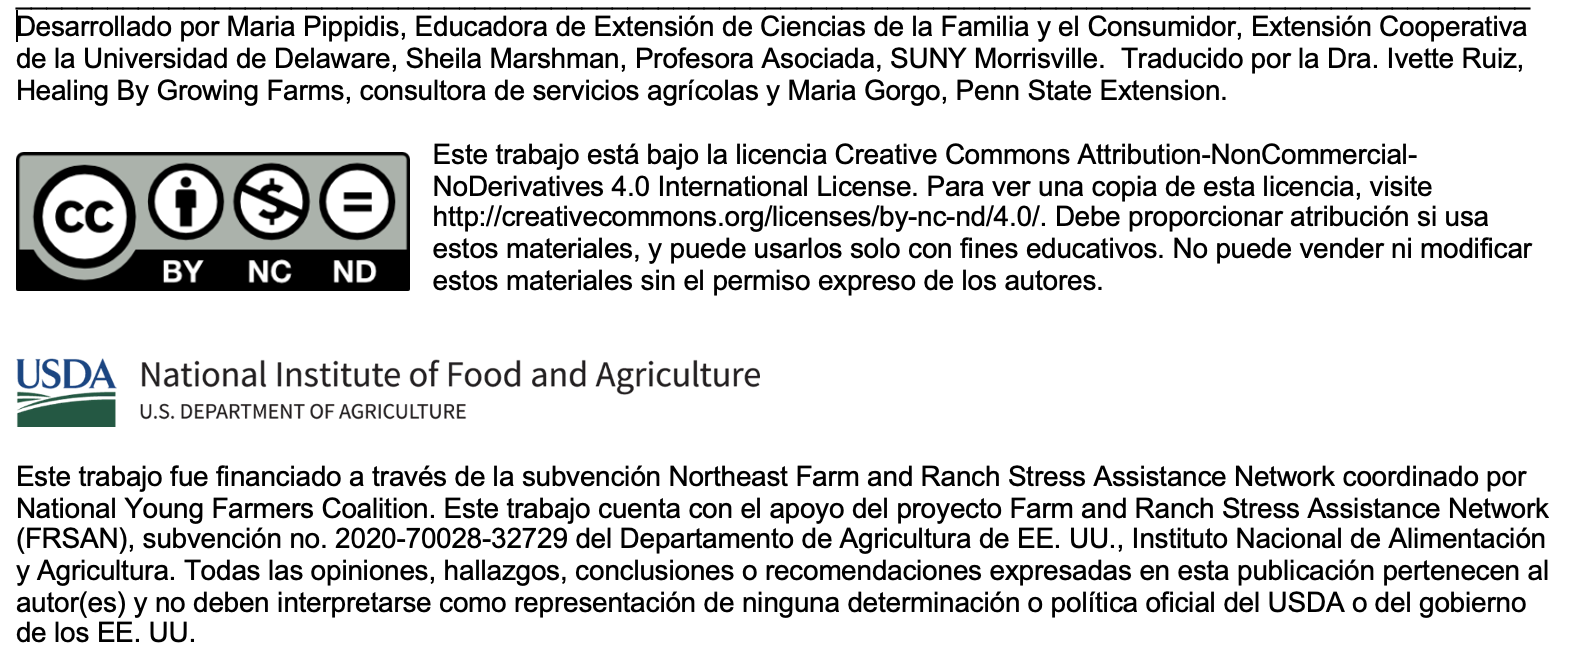 Desarrollado por Maria Pippidis, Educadora de Extensión de Ciencias de la Familia y el Consumidor, Extensión Cooperativa
de la Universidad de Delaware, Sheila Marshman, Profesora Asociada, SUNY Morrisville.  Traducido por la Dra. Ivette Ruiz,
Healing By Growing Farms, consultora de servicios agrícolas y Maria Gorgo, Penn State Extension.
Este trabajo está bajo la licencia Creative Commons Attribution-NonCommercial-
NoDerivatives 4.0 International License. Para ver una copia de esta licencia, visite
http://creativecommons.org/licenses/by-nc-nd/4.0/. Debe proporcionar atribución si usa
estos materiales, y puede usarlos solo con fines educativos. No puede vender ni modificar
estos materiales sin el permiso expreso de los autores.
cc
BY NC ND
USDA National Institute of Food and Agriculture
U.S. DEPARTMENT OF AGRICULTURE
Este trabajo fue financiado a través de la subvención Northeast Farm and Ranch Stress Assistance Network coordinado por
National Young Farmers Coalition. Este trabajo cuenta con el apoyo del proyecto Farm and Ranch Stress Assistance Network
(FRSAN), subvención no. 2020-70028-32729 del Departamento de Agricultura de EE. UU., Instituto Nacional de Alimentación
y Agricultura. Todas las opiniones, hallazgos, conclusiones o recomendaciones expresadas en esta publicación pertenecen al
autor(es) y no deben interpretarse como representación de ninguna determinación o política oficial del USDA o del gobierno
de los EE. UU.